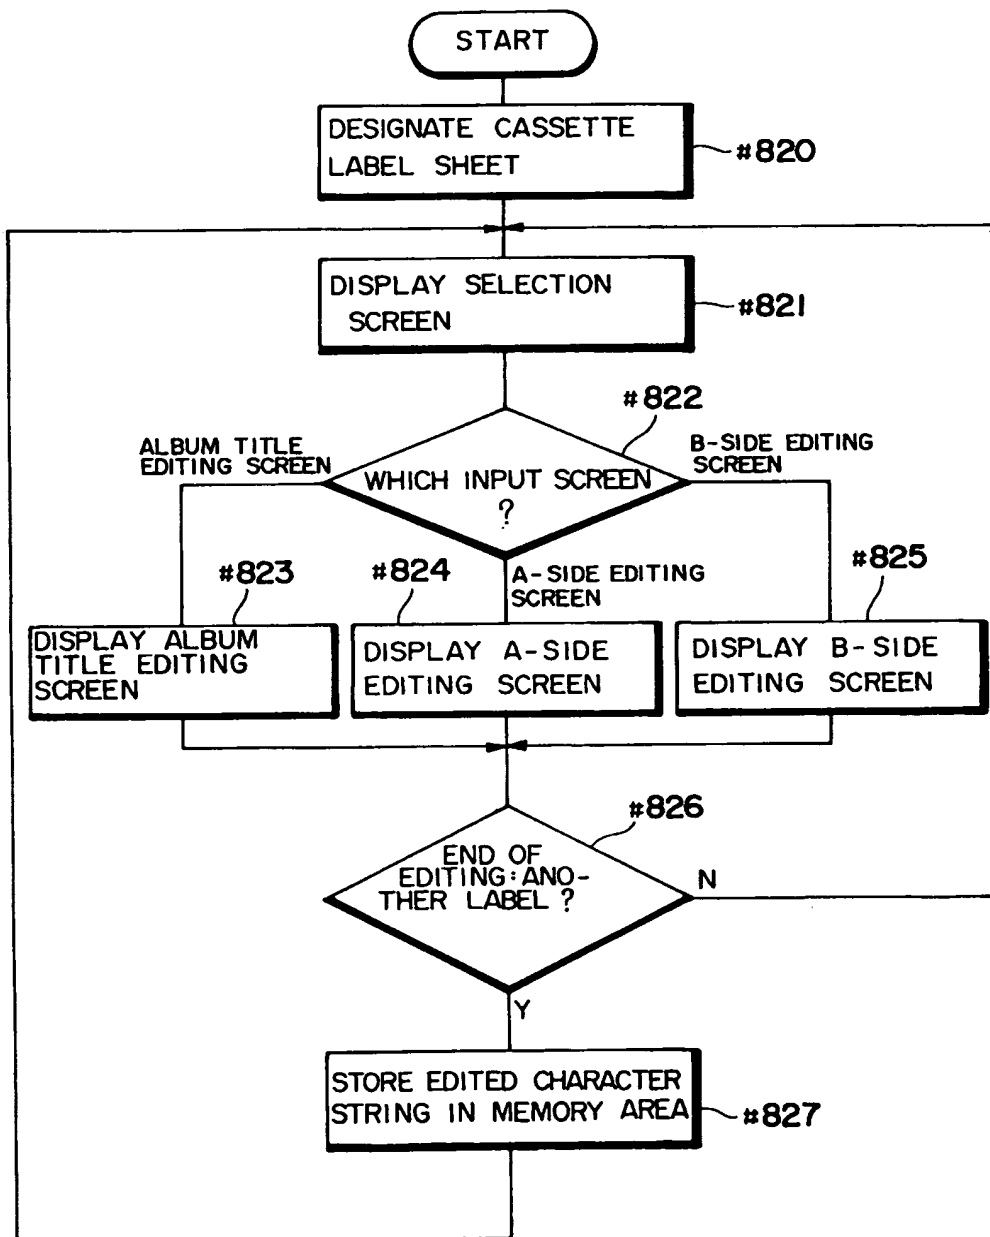 START
DESIGNATE CASSETTE
LABEL SHEET
#820
DISPLAY SELECTION
SCREEN
#821
#822
ALBUM TITLE
EDITING SCREEN
B-SIDE EDITING
SCREEN
WHICH INPUT SCREEN
?
#823
#824
A-SIDE EDITING
SCREEN
#825
DISPLAY ALBUM
TITLE EDITING
SCREEN
DISPLAY A-SIDE
EDITING SCREEN
DISPLAY B-SIDE
EDITING SCREEN
#826
END OF
EDITING:ANO-
THER LABEL ?
N
Y
STORE EDITED CHARACTER
STRING IN MEMORY AREA
#827